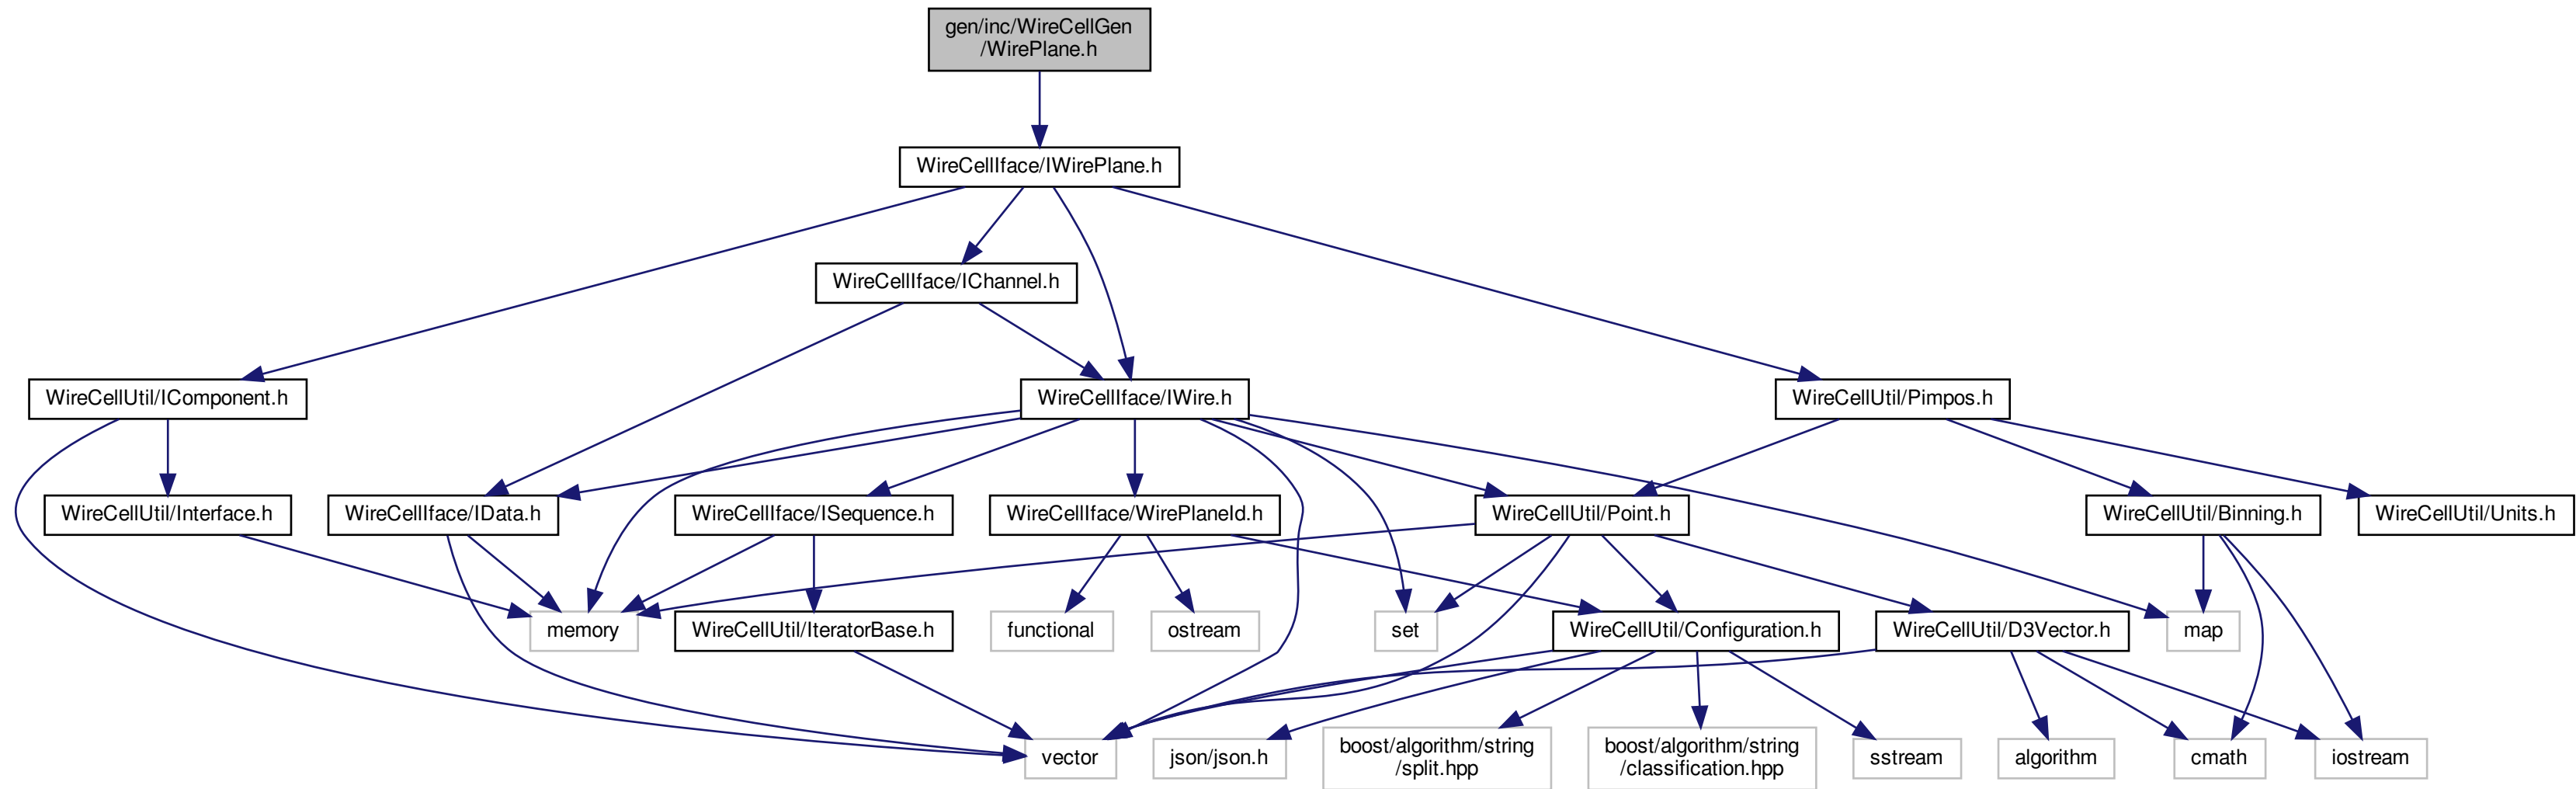 gen/inc/WireCellGen
/WirePlane.h
WireCellIface/IWirePlane.h
WireCellIface/IChannel.h
WireCellUtil/IComponent.h
WireCellIface/IWire.h
WireCellUtil/Pimpos.h
WireCellUtil/Interface.h
WireCellIface/IData.h
WireCellIface/ISequence.h
WireCellIface/WirePlaneId.h
WireCellUtil/Point.h
WireCellUtil/Binning.h
WireCellUtil/Units.h
memory
WireCellUtil/IteratorBase.h
functional
ostream
set
WireCellUtil/Configuration.h
WireCellUtil/D3Vector.h
map
vector
json/json.h
boost/algorithm/string
/split.hpp
boost/algorithm/string
/classification.hpp
sstream
algorithm
cmath
iostream